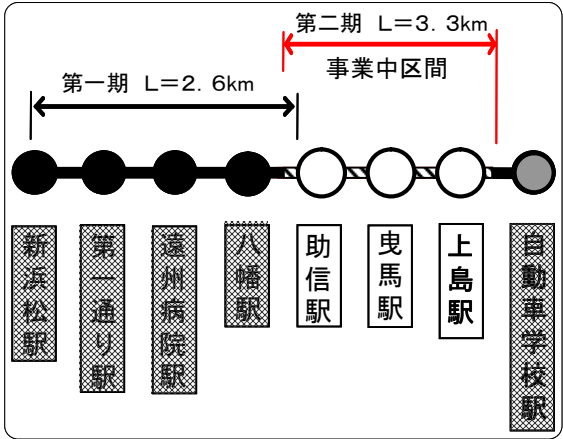 第二期 L＝3．3km
事業中区間
第一期 L＝2．6km
新浜松駅
第一通り駅
遠州病院駅
八幡駅
助信駅
曳馬駅
上島駅
自動車学校駅